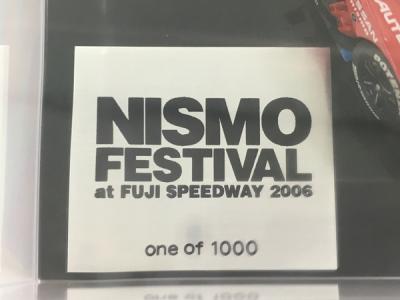 NISMO
FESTIVAL
at FUJI SPEEDWAY 2006
one of 1000